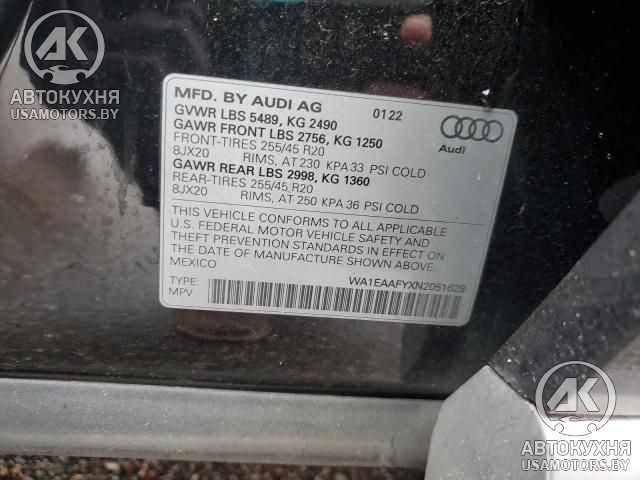 AK
АВТОКУХНЯ
USAMOTORS.BY
MFD. BY AUDI AG 0122
GVWR LBS 5489, KG 2490
GAWR FRONT LBS 2756, KG 1250
FRONT-TIRES 255/45 R20
8JX20 RIMS, AT 230 KPA 33 PSI COLD
GAWR REAR LBS 2998, KG 1360
REAR-TIRES 255/45 R20
8JX20 RIMS, AT 250 KPA 36 PSI COLD
Audi
THIS VEHICLE CONFORMS TO ALL APPLICABLE
U.S. FEDERAL MOTOR VEHICLE SAFETY AND
THEFT PREVENTION STANDARDS IN EFFECT ON
THE DATE OF MANUFACTURE SHOWN ABOVE.
MEXICO
WA1EAAFYXN2051629
TYPE:
MPV
AK
АВТОКУХНЯ
USAMOTORS.BY